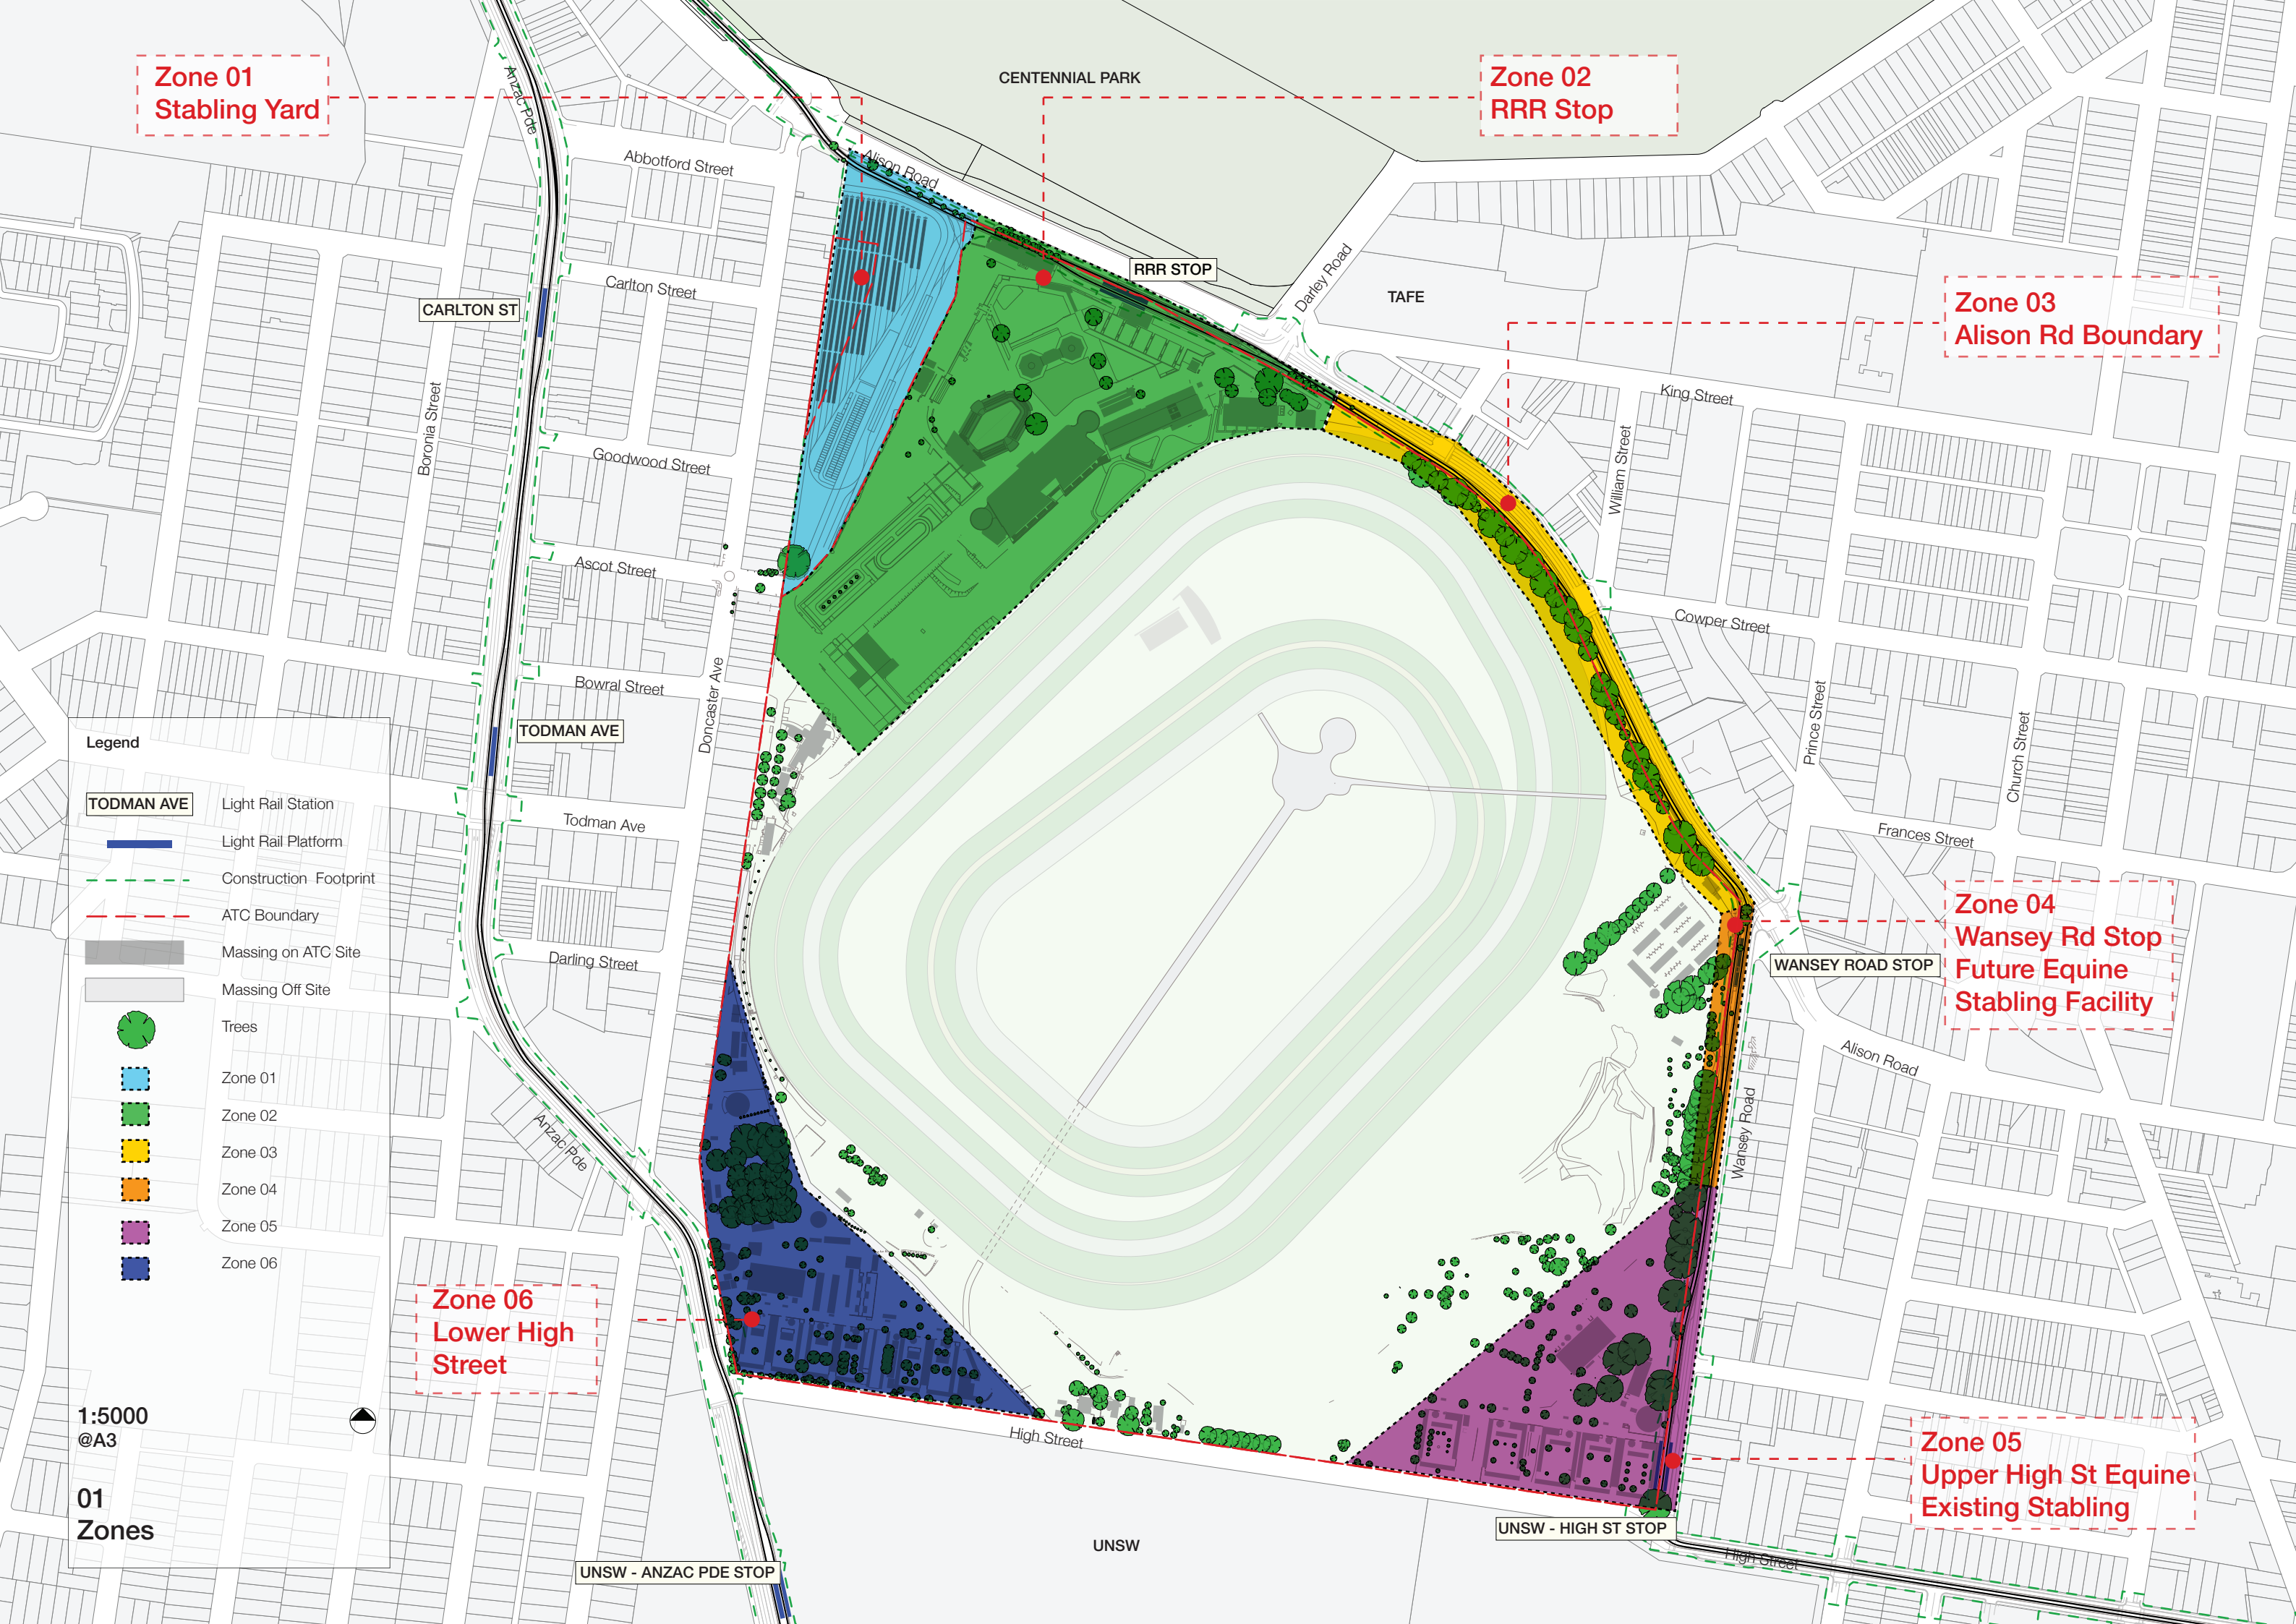 Zone 01
Stabling Yard
CENTENNIAL PARK
Zone 02
RRR Stop
Anzac Pde
Abbotford Street
Alison Road
RRR STOP
Darley Road
TAFE
Zone 03
Alison Rd Boundary
CARLTON ST
Carlton Street
King Street
Boronia Street
Goodwood Street
William Street
Ascot Street
Cowper Street
Bowral Street
Doncaster Ave
Prince Street
Church Street
TODMAN AVE
Todman Ave
Frances Street
Darling Street
Zone 04
Wansey Rd Stop
Future Equine
Stabling Facility
WANSEY ROAD STOP
Alison Road
Wansey Road
Anzac Pde
Legend
TODMAN AVE Light Rail Station
Light Rail Platform
Construction Footprint
ATC Boundary
Massing on ATC Site
Massing Off Site
Trees
Zone 01
Zone 02
Zone 03
Zone 04
Zone 05
Zone 06
Zone 06
Lower High
Street
1:5000
@A3
01
Zones
High Street
Zone 05
Upper High St Equine
Existing Stabling
UNSW - HIGH ST STOP
UNSW
High Street
UNSW - ANZAC PDE STOP